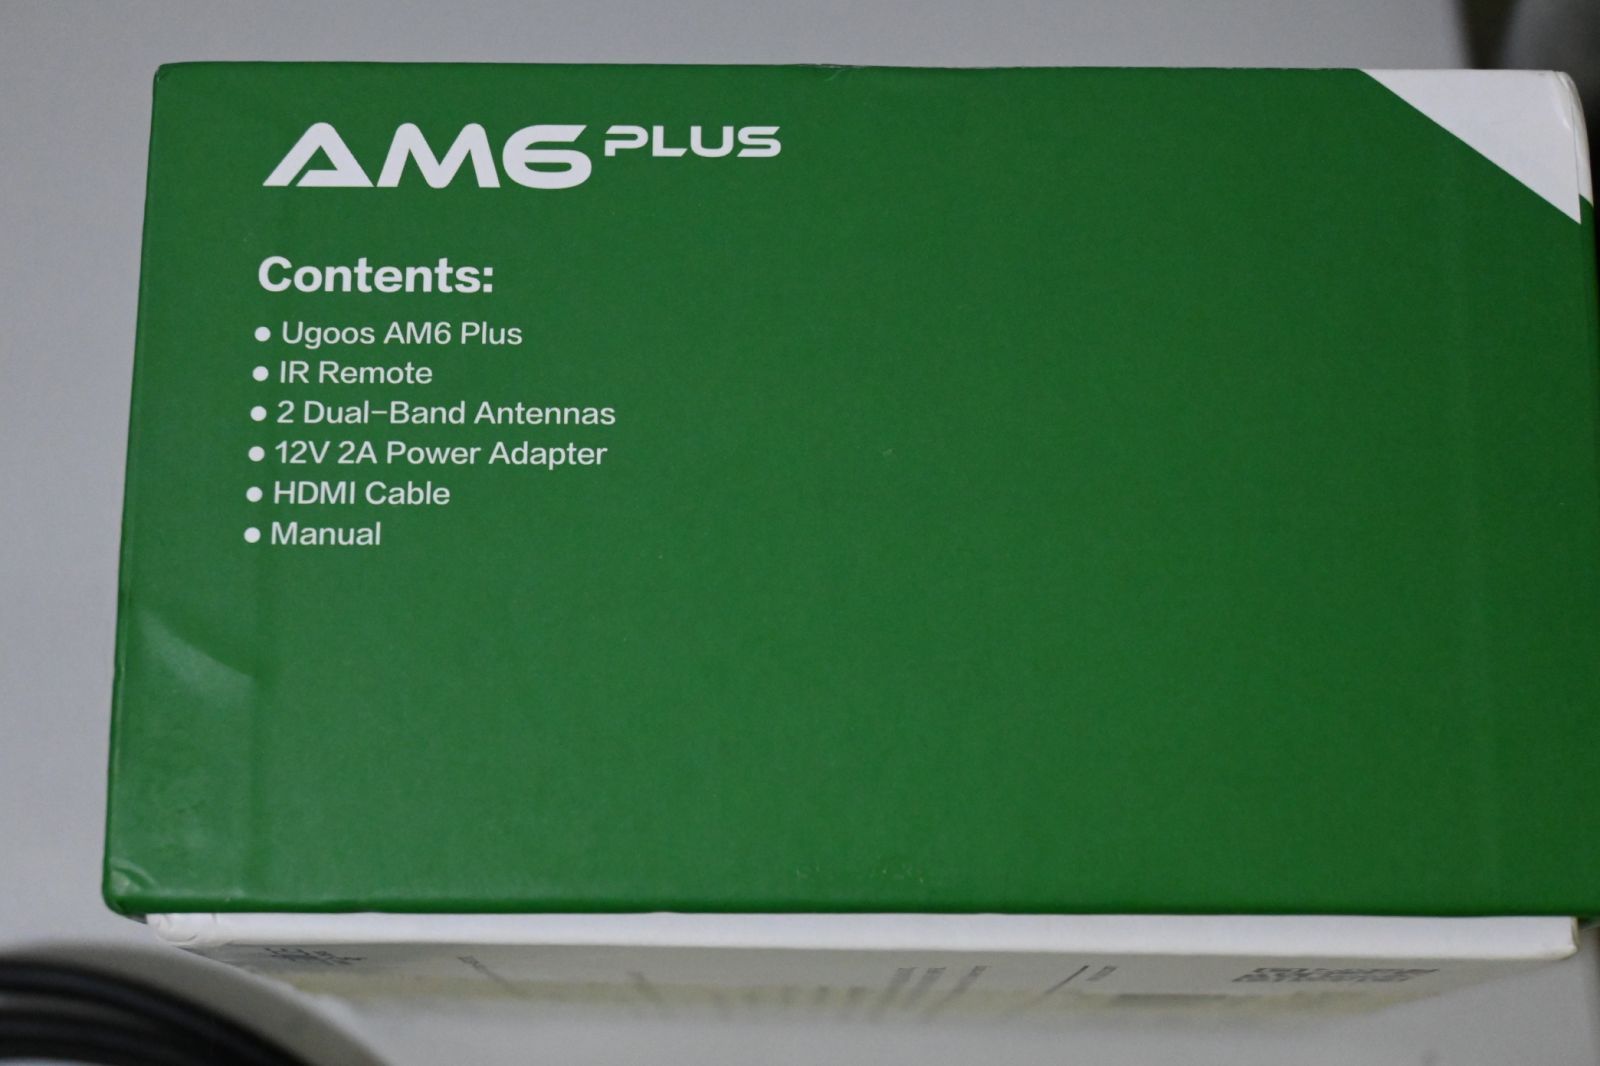 AM6 PLUS
Contents:
● Ugoos AM6 Plus
● IR Remote
● 2 Dual-Band Antennas
● 12V 2A Power Adapter
● HDMI Cable
● Manual